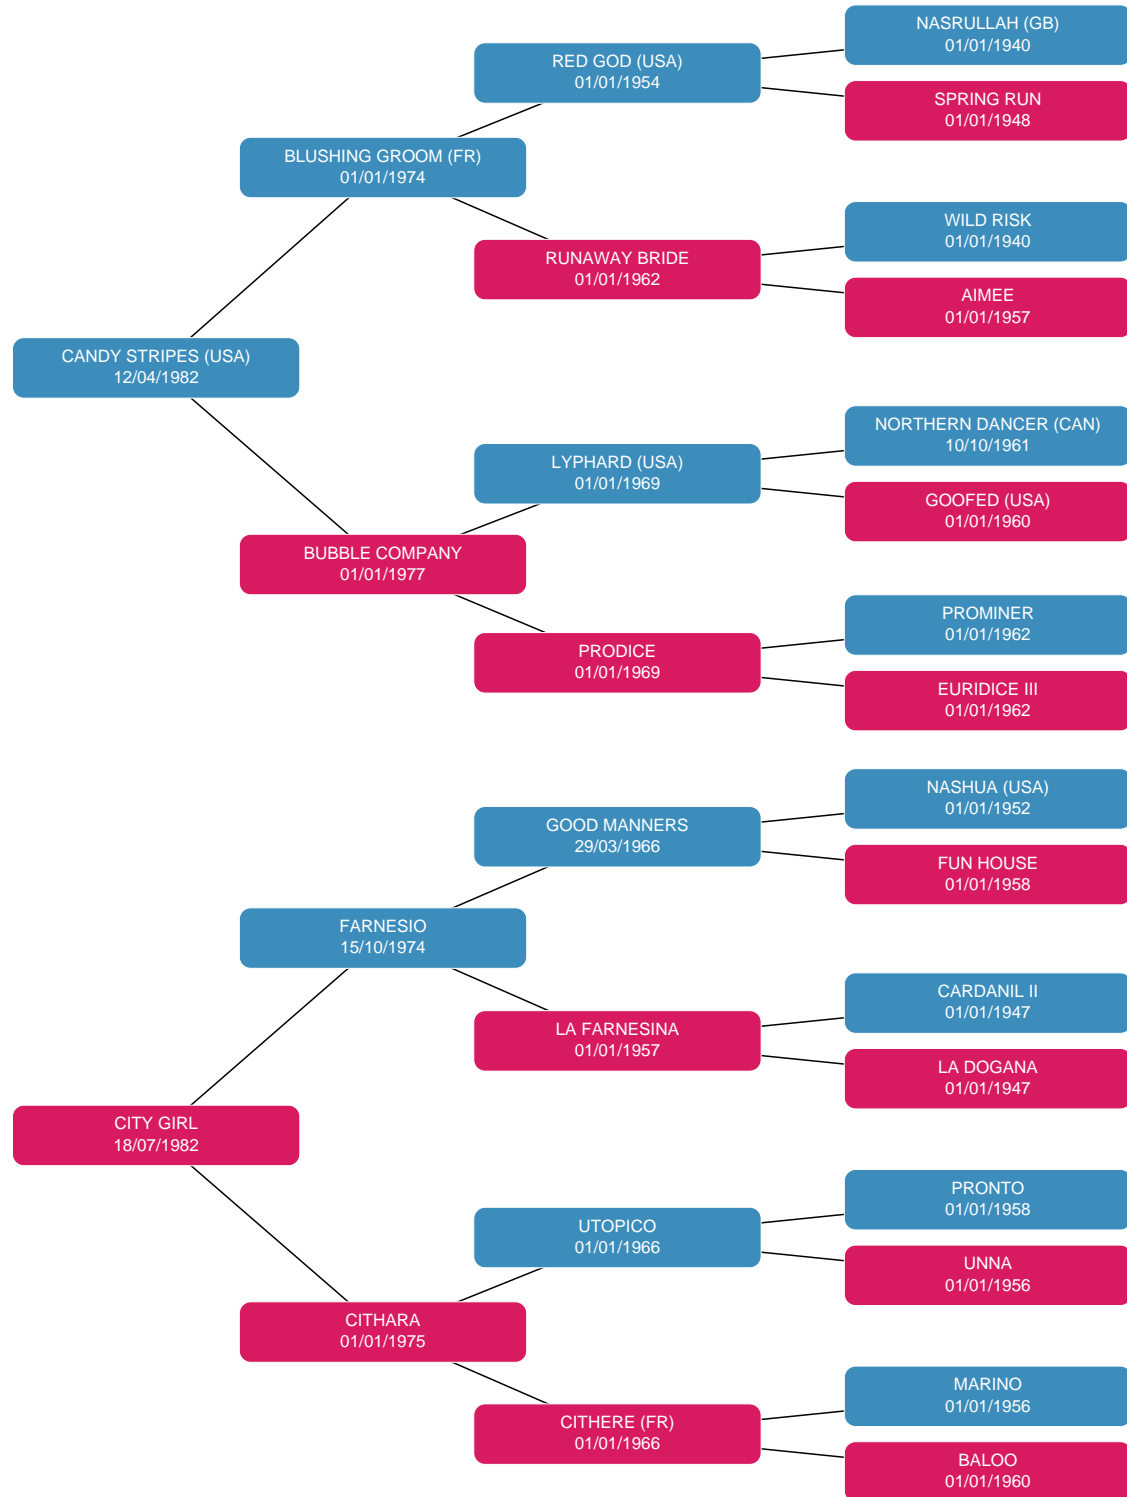 NASRULLAH (GB)
01/01/1940
RED GOD (USA)
01/01/1954
SPRING RUN
01/01/1948
BLUSHING GROOM (FR)
01/01/1974
WILD RISK
01/01/1940
RUNAWAY BRIDE
01/01/1962
AIMEE
01/01/1957
CANDY STRIPES (USA)
12/04/1982
NORTHERN DANCER (CAN)
10/10/1961
LYPHARD (USA)
01/01/1969
GOOFED (USA)
01/01/1960
BUBBLE COMPANY
01/01/1977
PROMINER
01/01/1962
PRODICE
01/01/1969
EURIDICE III
01/01/1962
NASHUA (USA)
01/01/1952
GOOD MANNERS
29/03/1966
FUN HOUSE
01/01/1958
FARNESIO
15/10/1974
CARDANIL II
01/01/1947
LA FARNESINA
01/01/1957
LA DOGANA
01/01/1947
CITY GIRL
18/07/1982
PRONTO
01/01/1958
UTOPICO
01/01/1966
UNNA
01/01/1956
CITHARA
01/01/1975
MARINO
01/01/1956
CITHERE (FR)
01/01/1966
BALOO
01/01/1960